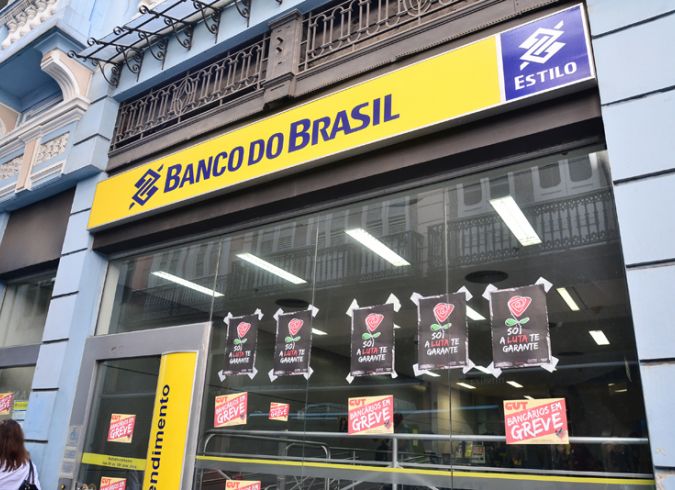 BANCO DO BRASIL
ESTILO
SÓ
A LUTA TE
GARANTE
SÓ
A LUTA TE
GARANTE
SÓ
A LUTA TE
GARANTE
SÓ
A LUTA TE
GARANTE
SÓ
A LUTA TE
GARANTE
CUT
BANCÁRIOS EM
GREVE
CUT
BANCÁRIOS EM
GREVE
CUT
BANCÁRIOS EM
GREVE
CUT
BANCÁRIOS EM
GREVE
endimento